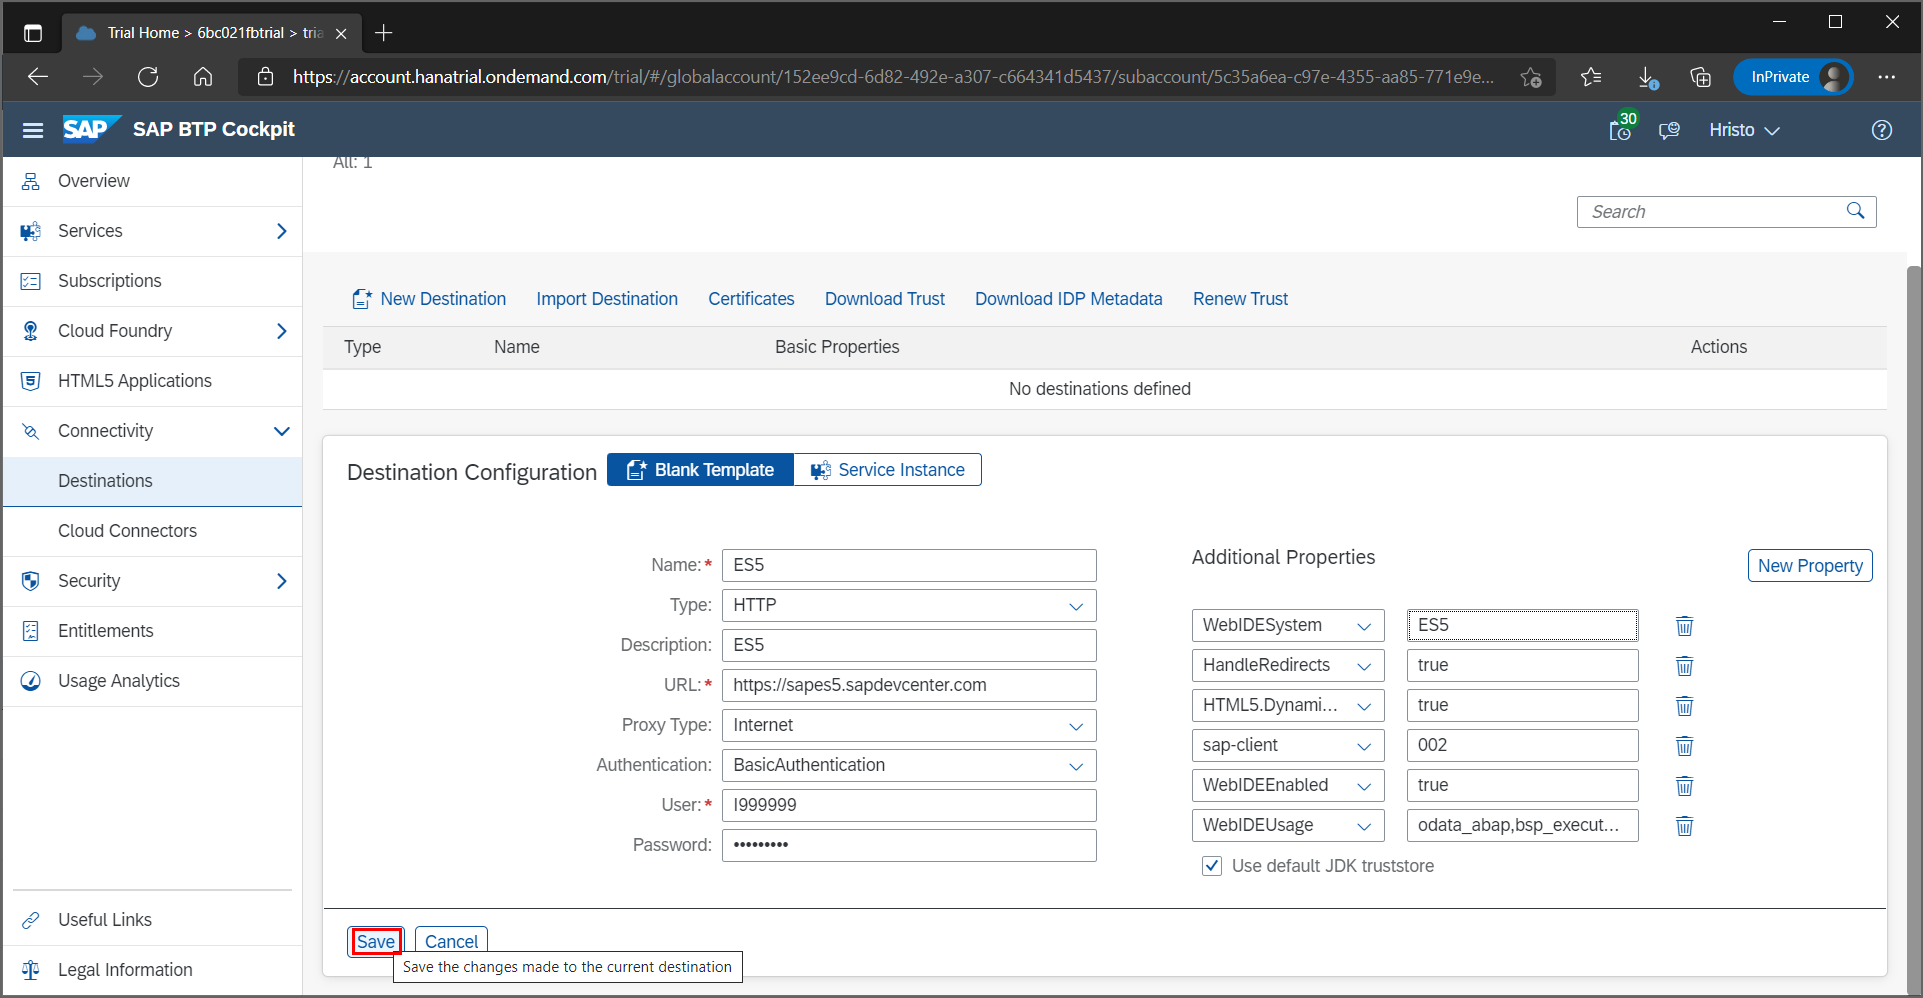 Trial Home > 6bc021fbtrial > tria
https://account.hanatrial.ondemand.com/trial/#/globalaccount/152ee9cd-6d82-492e-a307-c664341d5437/subaccount/5c35a6ea-c97e-4355-aa85-771e9e...
InPrivate
SAP SAP BTP Cockpit
30
Hristo
Overview
Services
Subscriptions
Cloud Foundry
HTML5 Applications
Connectivity
Destinations
Cloud Connectors
Security
Entitlements
Usage Analytics
Useful Links
Legal Information
All: 1
Search
New Destination Import Destination Certificates Download Trust Download IDP Metadata Renew Trust
Type Name Basic Properties Actions
No destinations defined
Destination Configuration Blank Template Service Instance
Name:* ES5
Type: HTTP
Description: ES5
URL:* https://sapes5.sapdevcenter.com
Proxy Type: Internet
Authentication: BasicAuthentication
User:* I999999
Password: •••••••••
Additional Properties
New Property
WebIDESystem ES5
HandleRedirects true
HTML5.Dynami... true
sap-client 002
WebIDEEnabled true
WebIDEUsage odata_abap,bsp_execut...
Use default JDK truststore
Save Cancel
Save the changes made to the current destination